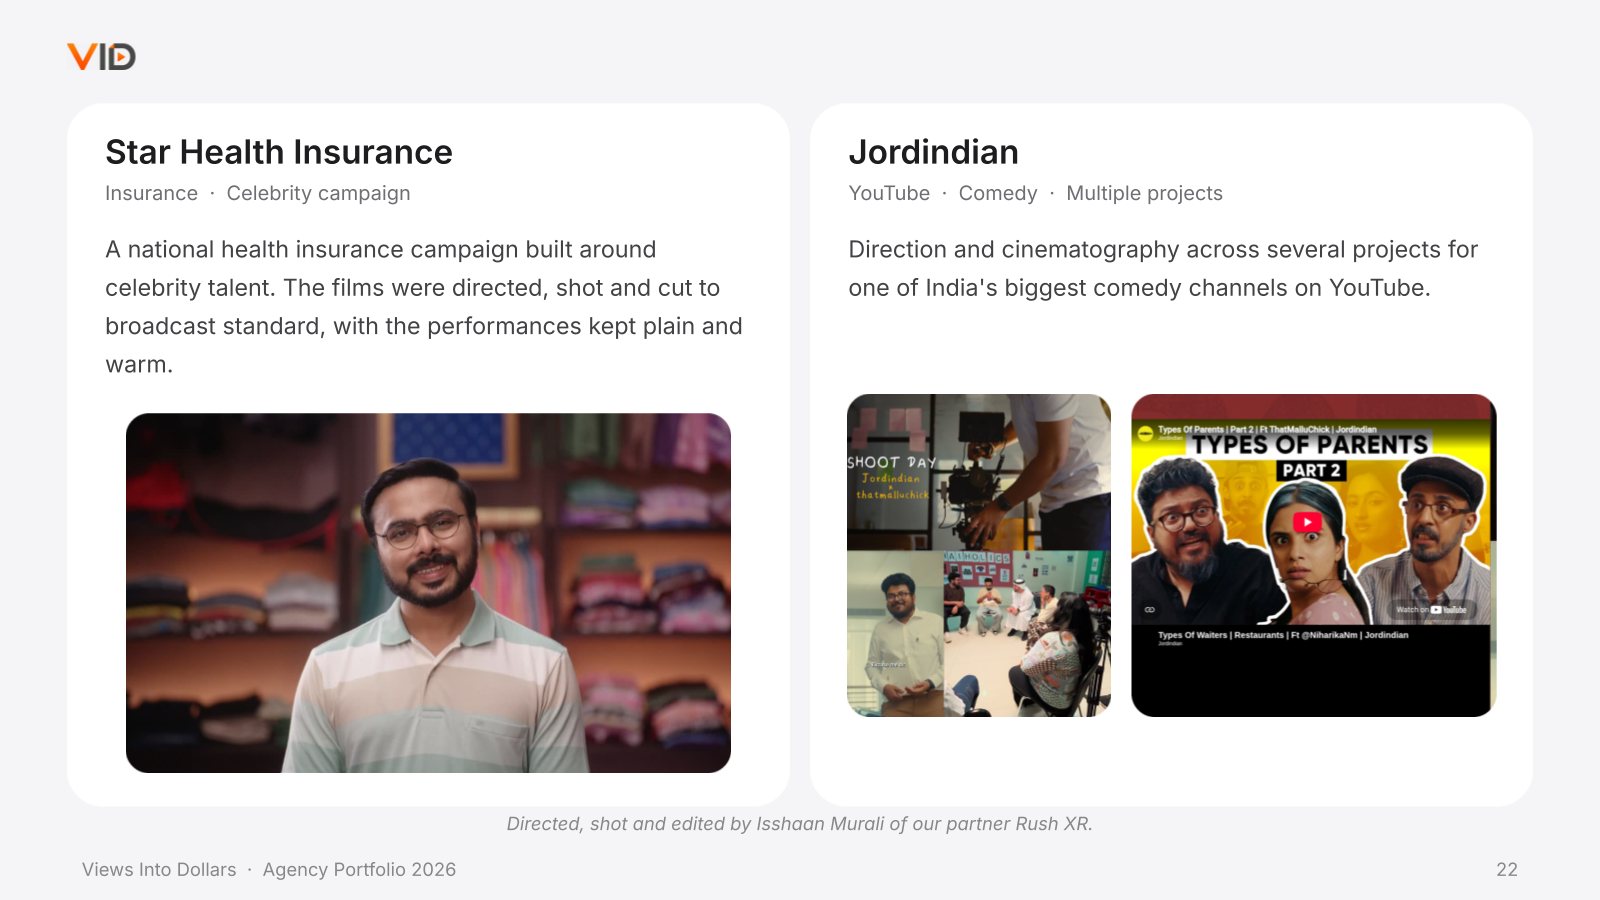 VID
Star Health Insurance
Insurance · Celebrity campaign
A national health insurance campaign built around
celebrity talent. The films were directed, shot and cut to
broadcast standard, with the performances kept plain and
warm.
Jordindian
YouTube · Comedy · Multiple projects
Direction and cinematography across several projects for
one of India's biggest comedy channels on YouTube.
SHOOT DAY
Jordindian
x
thatmalluchick
AIHOLICS
Types Of Parents | Part 2 | Ft ThatMalluChick | Jordindian
Jordindian
TYPES OF PARENTS
PART 2
Watch on YouTube
Types Of Waiters | Restaurants | Ft @NiharikaNm | Jordindian
Jordindian
Directed, shot and edited by Isshaan Murali of our partner Rush XR.
Views Into Dollars · Agency Portfolio 2026
22